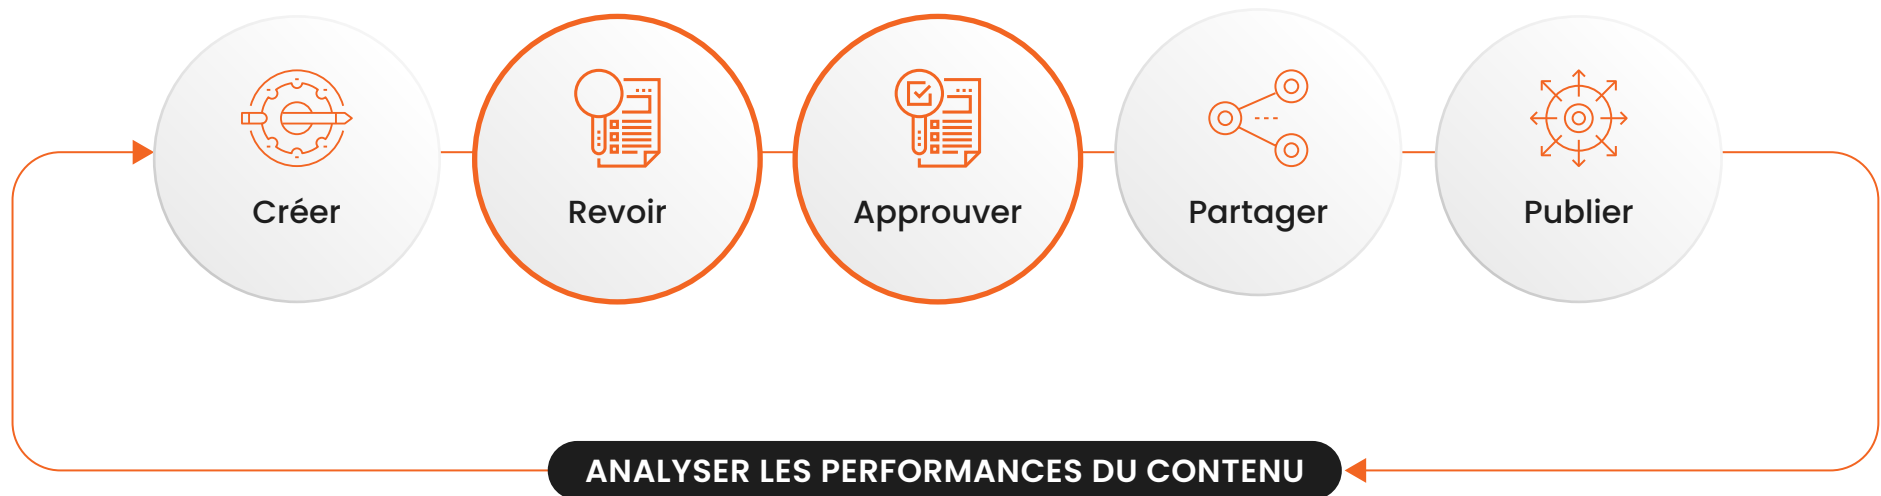 Créer
Revoir
Approuver
Partager
Publier
ANALYSER LES PERFORMANCES DU CONTENU